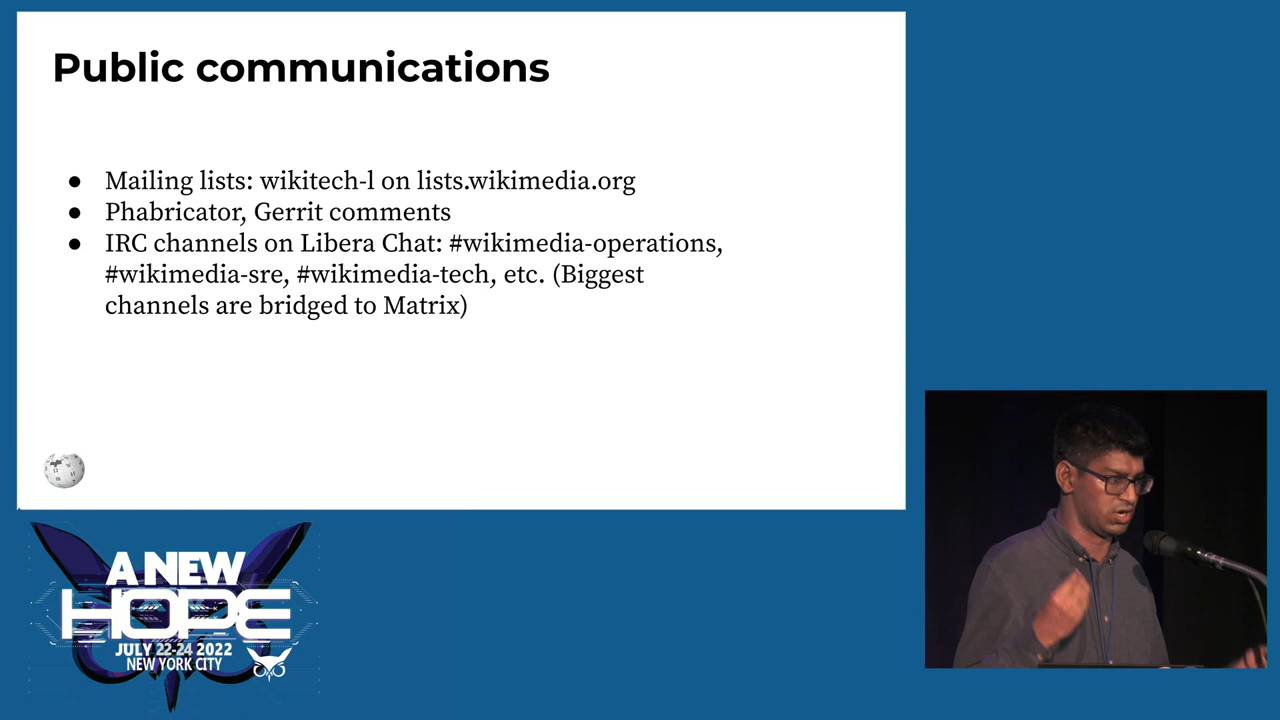 Public communications
● Mailing lists: wikitech-l on lists.wikimedia.org
● Phabricator, Gerrit comments
● IRC channels on Libera Chat: #wikimedia-operations,
#wikimedia-sre, #wikimedia-tech, etc. (Biggest
channels are bridged to Matrix)
A NEW
HOPE
JULY 22-24 2022
NEW YORK CITY